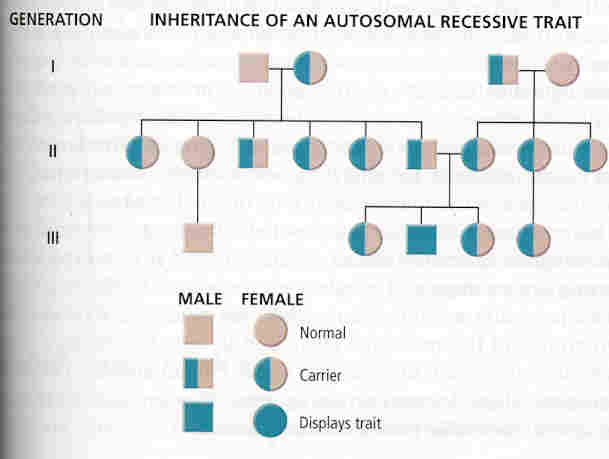 GENERATION INHERITANCE OF AN AUTOSOMAL RECESSIVE TRAIT
I
II
III
MALE FEMALE
Normal
Carrier
Displays trait